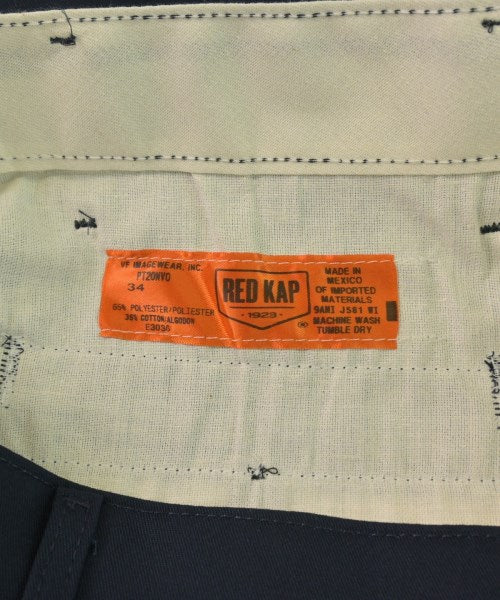 VF IMAGEWEAR, INC.
PT20NVO
34
65% POLYESTER/POLIESTER
35% COTTON/ALGODON
E3036
RED KAP
· 1923 ·
®
MADE IN
MEXICO
OF IMPORTED
MATERIALS
9AMI J581 WI
MACHINE WASH
TUMBLE DRY